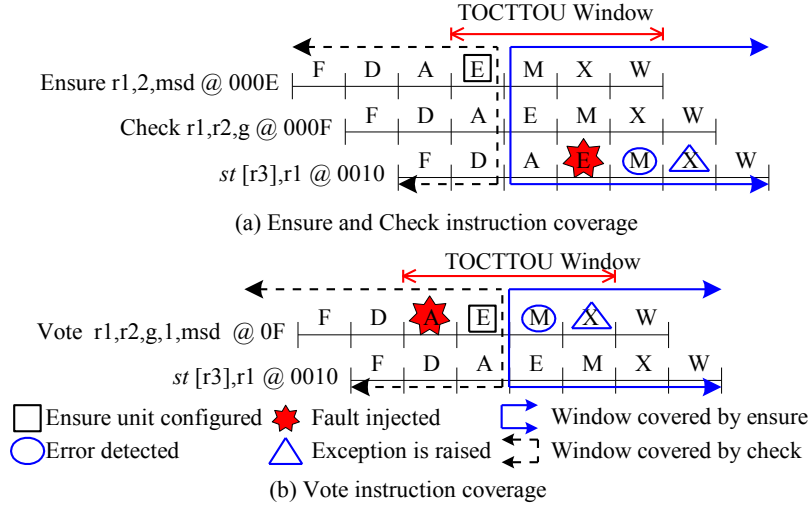 TOCTTOU Window
Ensure r1,2,msd @ 000E F D A E M X W
Check r1,r2,g @ 000F F D A E M X W
st [r3],r1 @ 0010 F D A E M X W
(a) Ensure and Check instruction coverage
TOCTTOU Window
Vote r1,r2,g,1,msd @ 0F F D A E M X W
st [r3],r1 @ 0010 F D A E M X W
Ensure unit configured Fault injected Window covered by ensure
Error detected Exception is raised Window covered by check
(b) Vote instruction coverage